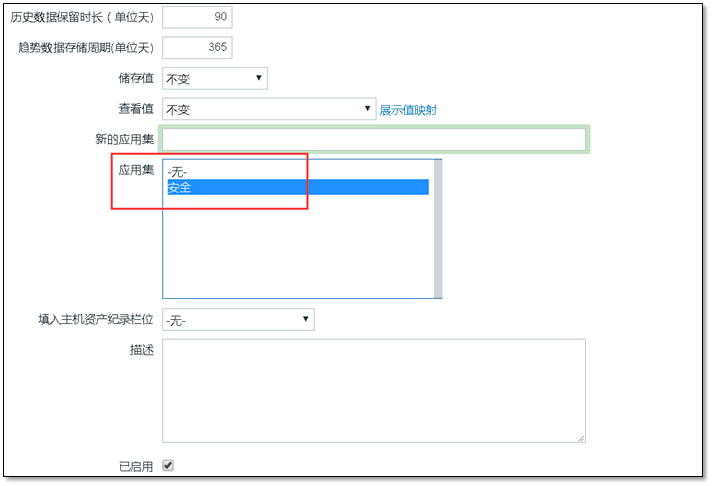 历史数据保留时长（单位天） 90
趋势数据存储周期(单位天) 365
储存值 不变
查看值 不变 展示值映射
新的应用集
应用集 -无-
安全
填入主机资产纪录栏位 -无-
描述
已启用